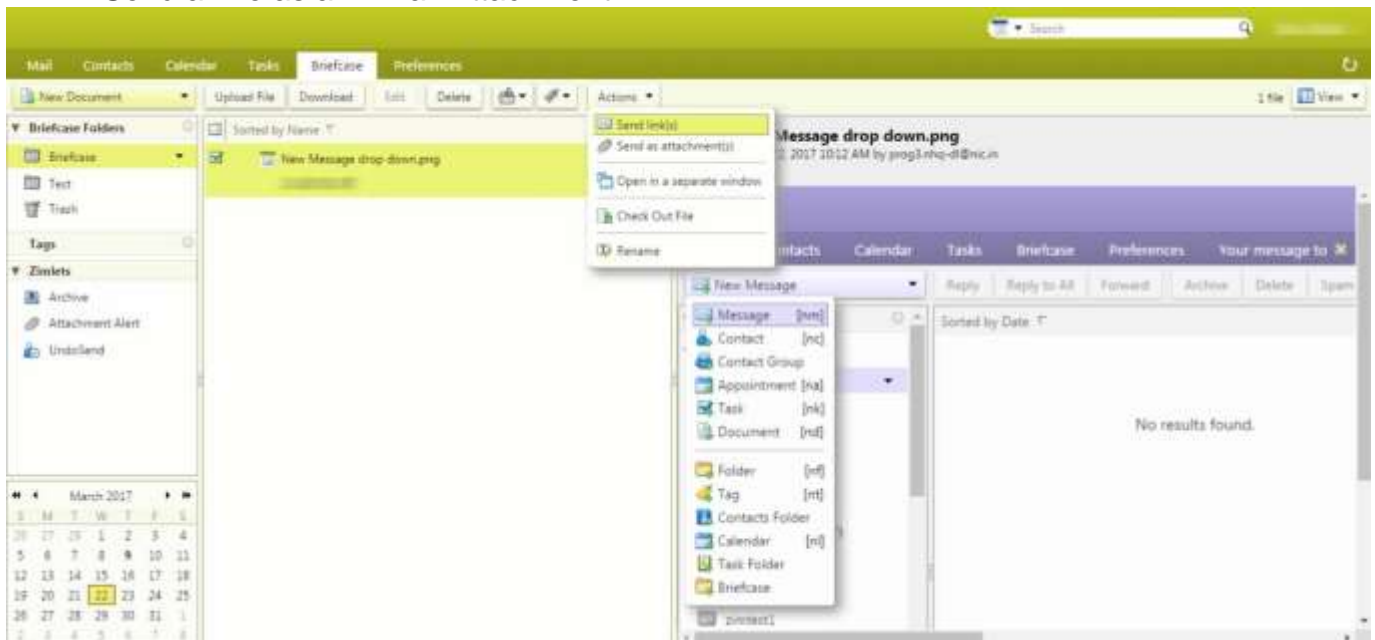 Search
Mail Contacts Calendar Tasks Briefcase Preferences
New Document Upload File Download Edit Delete Actions 1 file View
Briefcase Folders
Briefcase
Test
Trash
Tags
Zimlets
Archive
Attachment Alert
UndoSend
March 2017
S M T W T F S
26 27 28 1 2 3 4
5 6 7 8 9 10 11
12 13 14 15 16 17 18
19 20 21 22 23 24 25
26 27 28 29 30 31 1
2 3 4 5 6 7 8
Sorted by Name
New Message drop down.png
Send link(s)
Send as attachment(s)
Open in a separate window
Check Out File
Rename
Message drop down.png
2017 10:12 AM by prog3.nhq-dl@nic.in
ntacts Calendar Tasks Briefcase Preferences Your message to
New Message Reply Reply to All Forward Archive Delete Spam
Message [nm]
Contact [nc]
Contact Group
Appointment [na]
Task [nk]
Document [nd]
Folder [nf]
Tag [nt]
Contacts Folder
Calendar [nl]
Task Folder
Briefcase
zimtest1
Sorted by Date
No results found.